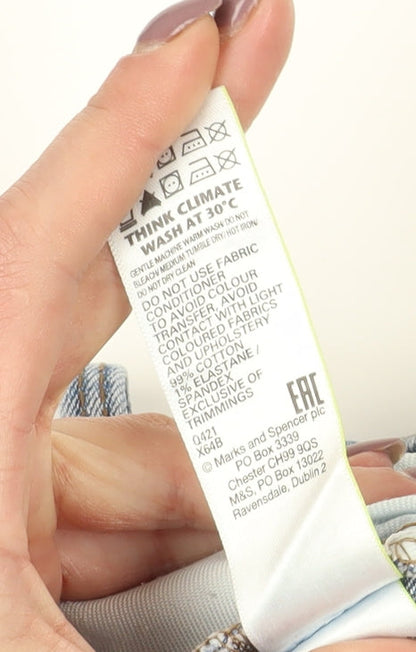 THINK CLIMATE
WASH AT 30°C
GENTLE MACHINE WARM WASH/ DO NOT
BLEACH/ MEDIUM TUMBLE DRY/ HOT IRON/
DO NOT DRY CLEAN
DO NOT USE FABRIC
CONDITIONER
TO AVOID COLOUR
TRANSFER, AVOID
CONTACT WITH LIGHT
COLOURED FABRICS
AND UPHOLSTERY
99% COTTON
1% ELASTANE /
SPANDEX
EXCLUSIVE OF
TRIMMINGS
EAC
Q421
X64B
© Marks and Spencer plc
PO Box 3339
Chester CH99 9QS
M&S, PO Box 13022
Ravensdale, Dublin 2